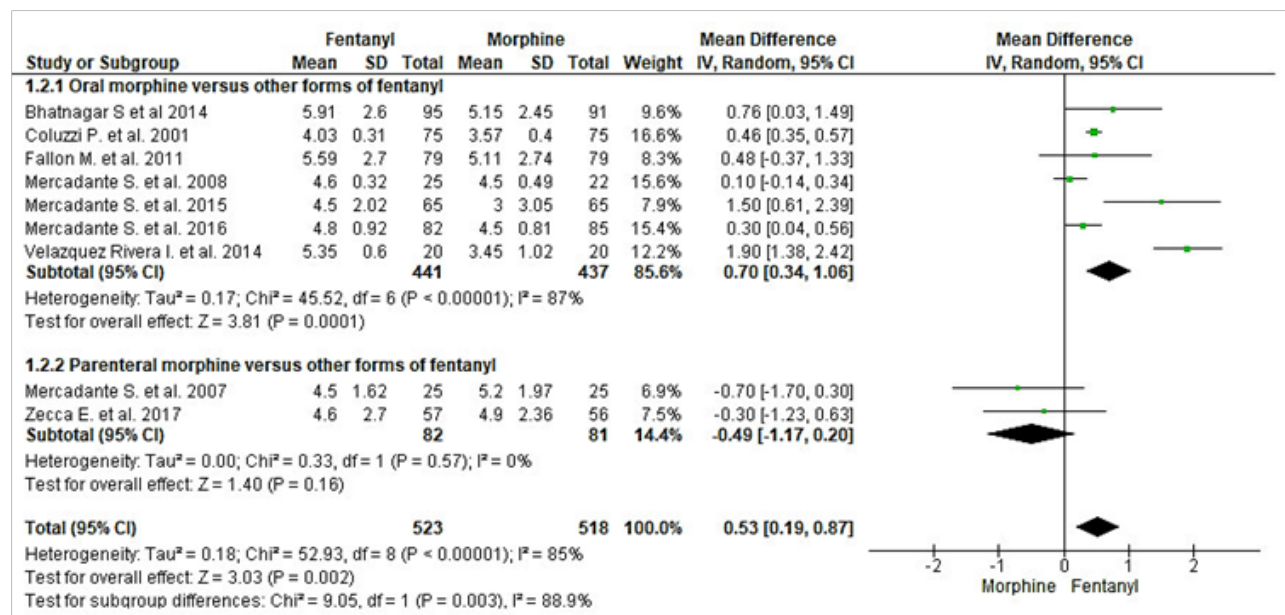 Fentanyl Morphine Mean Difference Mean Difference
Study or Subgroup Mean SD Total Mean SD Total Weight IV, Random, 95% CI IV, Random, 95% CI
1.2.1 Oral morphine versus other forms of fentanyl
Bhatnagar S et al 2014 5.91 2.6 95 5.15 2.45 91 9.6% 0.76 [0.03, 1.49]
Coluzzi P. et al. 2001 4.03 0.31 75 3.57 0.4 75 16.6% 0.46 [0.35, 0.57]
Fallon M. et al. 2011 5.59 2.7 79 5.11 2.74 79 8.3% 0.48 [-0.37, 1.33]
Mercadante S. et al. 2008 4.6 0.32 25 4.5 0.49 22 15.6% 0.10 [-0.14, 0.34]
Mercadante S. et al. 2015 4.5 2.02 65 3 3.05 65 7.9% 1.50 [0.61, 2.39]
Mercadante S. et al. 2016 4.8 0.92 82 4.5 0.81 85 15.4% 0.30 [0.04, 0.56]
Velazquez Rivera I. et al. 2014 5.35 0.6 20 3.45 1.02 20 12.2% 1.90 [1.38, 2.42]
Subtotal (95% CI) 441 437 85.6% 0.70 [0.34, 1.06]
Heterogeneity: Tau² = 0.17; Chi² = 45.52, df = 6 (P < 0.00001); I² = 87%
Test for overall effect: Z = 3.81 (P = 0.0001)
1.2.2 Parenteral morphine versus other forms of fentanyl
Mercadante S. et al. 2007 4.5 1.62 25 5.2 1.97 25 6.9% -0.70 [-1.70, 0.30]
Zecca E. et al. 2017 4.6 2.7 57 4.9 2.36 56 7.5% -0.30 [-1.23, 0.63]
Subtotal (95% CI) 82 81 14.4% -0.49 [-1.17, 0.20]
Heterogeneity: Tau² = 0.00; Chi² = 0.33, df = 1 (P = 0.57); I² = 0%
Test for overall effect: Z = 1.40 (P = 0.16)
Total (95% CI) 523 518 100.0% 0.53 [0.19, 0.87]
Heterogeneity: Tau² = 0.18; Chi² = 52.93, df = 8 (P < 0.00001); I² = 85%
Test for overall effect: Z = 3.03 (P = 0.002)
Test for subgroup differences: Chi² = 9.05, df = 1 (P = 0.003), I² = 88.9%
-2 -1 0 1 2
Morphine Fentanyl